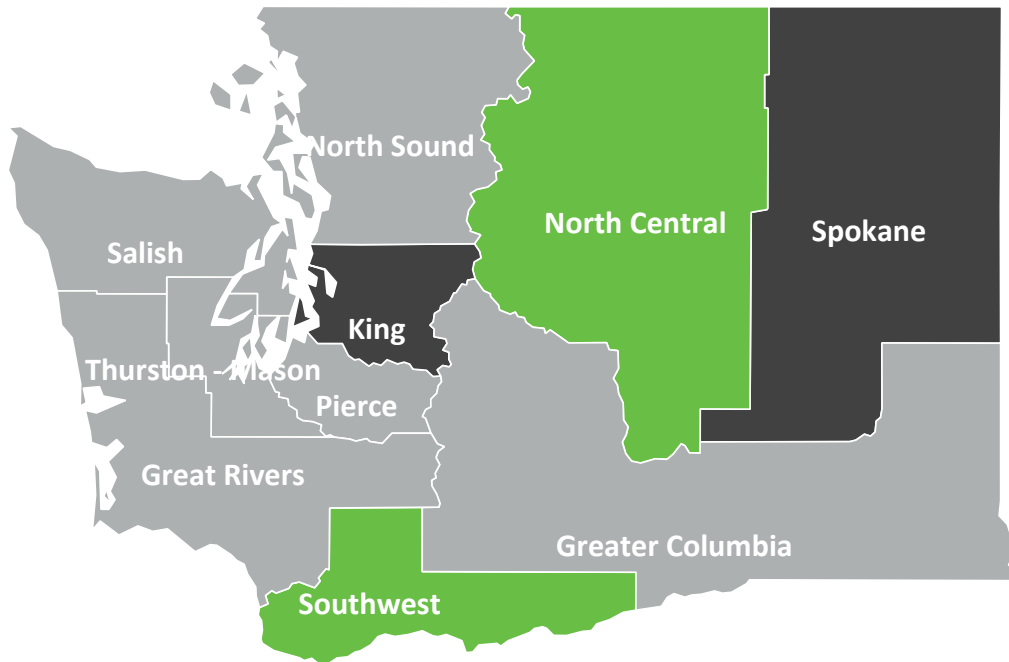 North Sound
North Central
Spokane
Salish
King
Thurston - Mason
Pierce
Great Rivers
Greater Columbia
Southwest